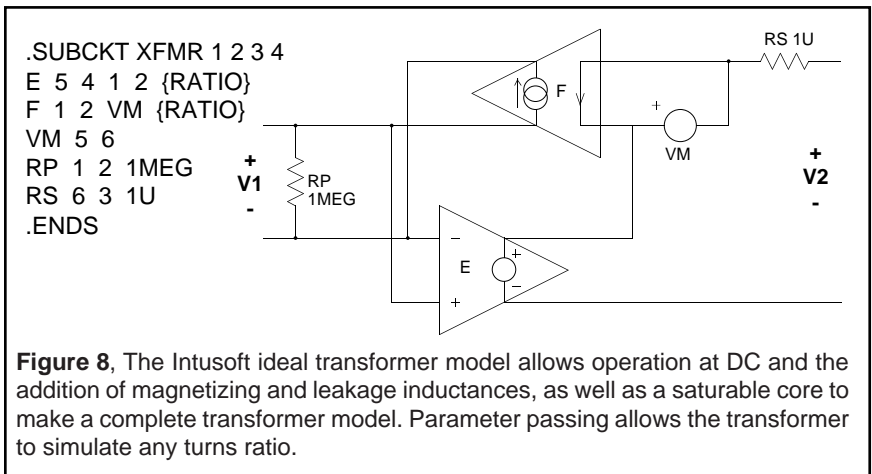 .SUBCKT XFMR 1 2 3 4
E 5 4 1 2 {RATIO}
F 1 2 VM {RATIO}
VM 5 6
RP 1 2 1MEG
RS 6 3 1U
.ENDS
RS 1U
F
+
VM
+
V1
-
RP
1MEG
+
V2
-
E
−
+
+
−
Figure 8, The Intusoft ideal transformer model allows operation at DC and the
addition of magnetizing and leakage inductances, as well as a saturable core to
make a complete transformer model. Parameter passing allows the transformer
to simulate any turns ratio.